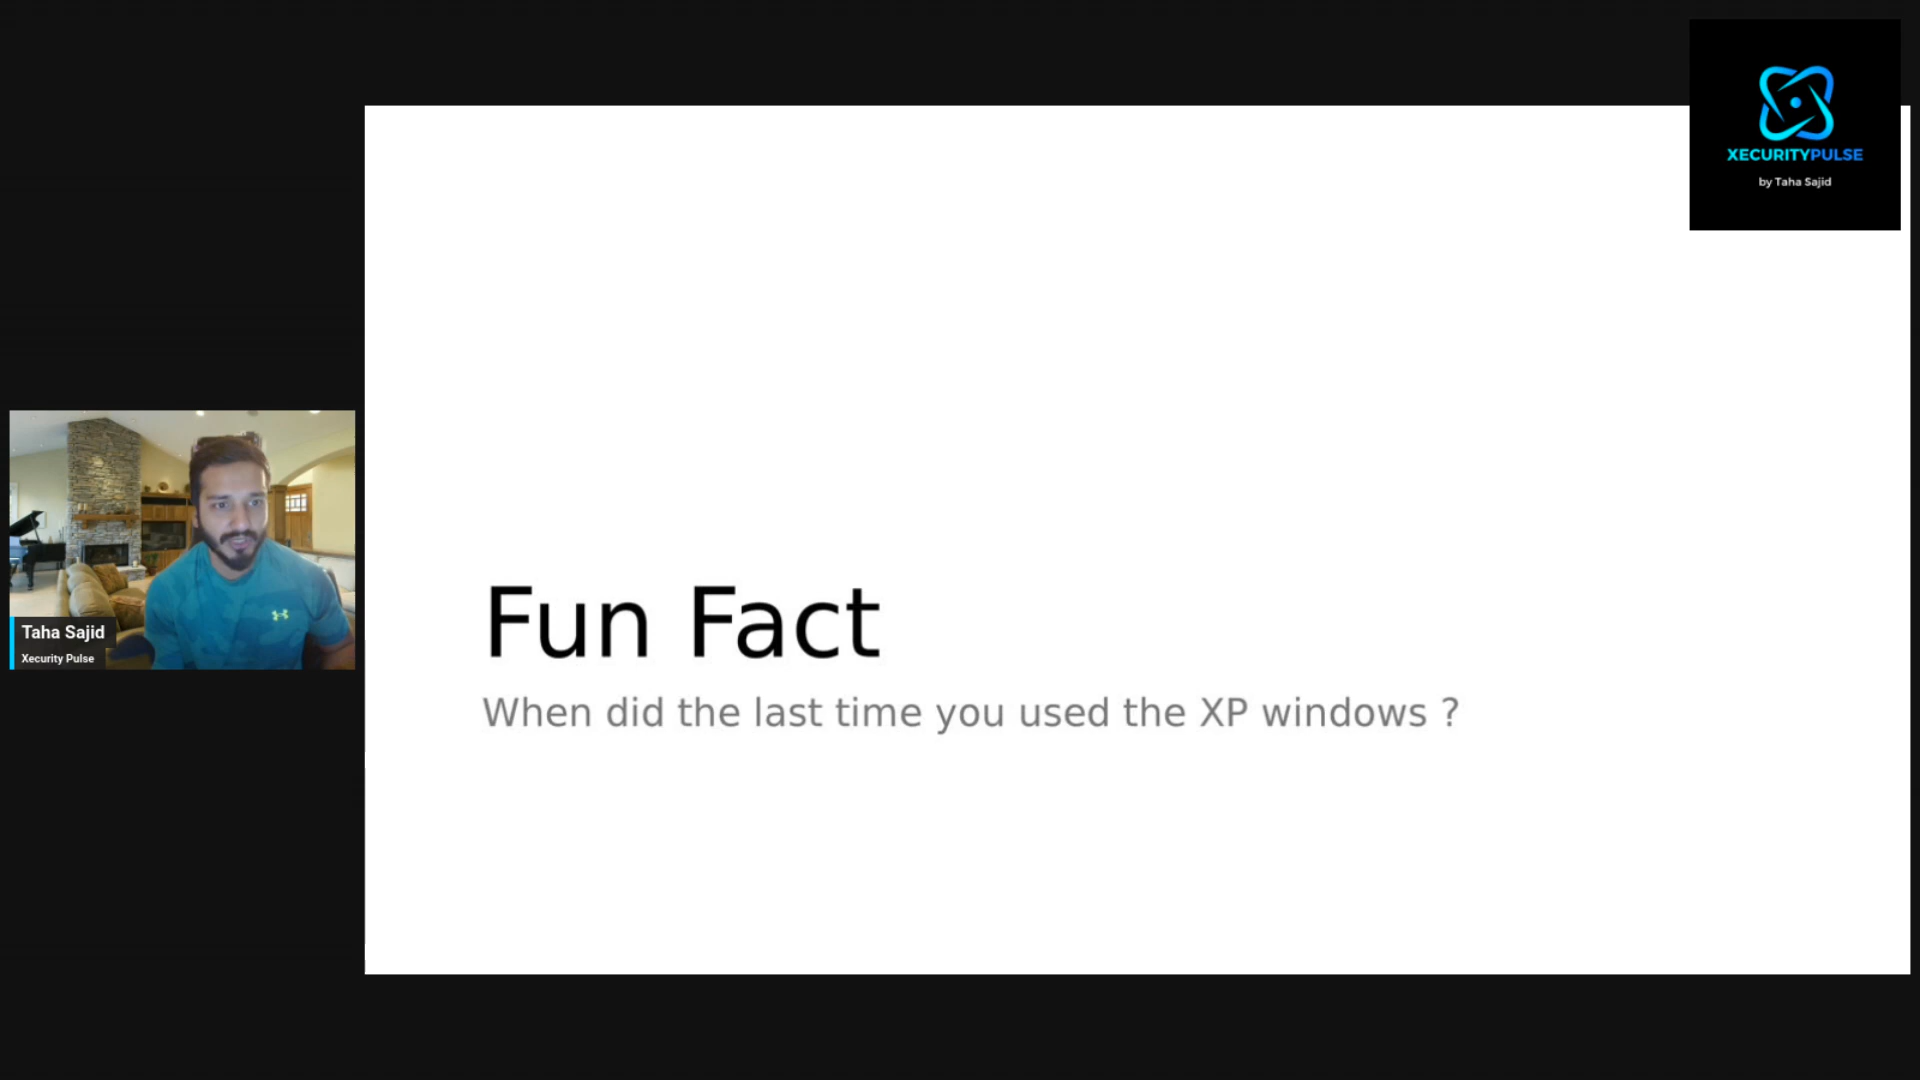 XECURITYPULSE
by Taha Sajid
Fun Fact
When did the last time you used the XP windows ?
Taha Sajid
Xecurity Pulse